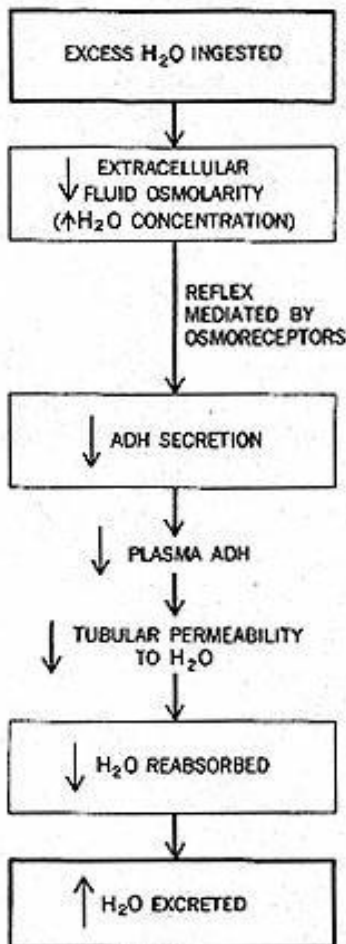 EXCESS H₂O INGESTED
↓ EXTRACELLULAR
FLUID OSMOLARITY
(↑H₂O CONCENTRATION)
REFLEX
MEDIATED BY
OSMORECEPTORS
↓ ADH SECRETION
↓ PLASMA ADH
↓ TUBULAR PERMEABILITY
TO H₂O
↓ H₂O REABSORBED
↑ H₂O EXCRETED